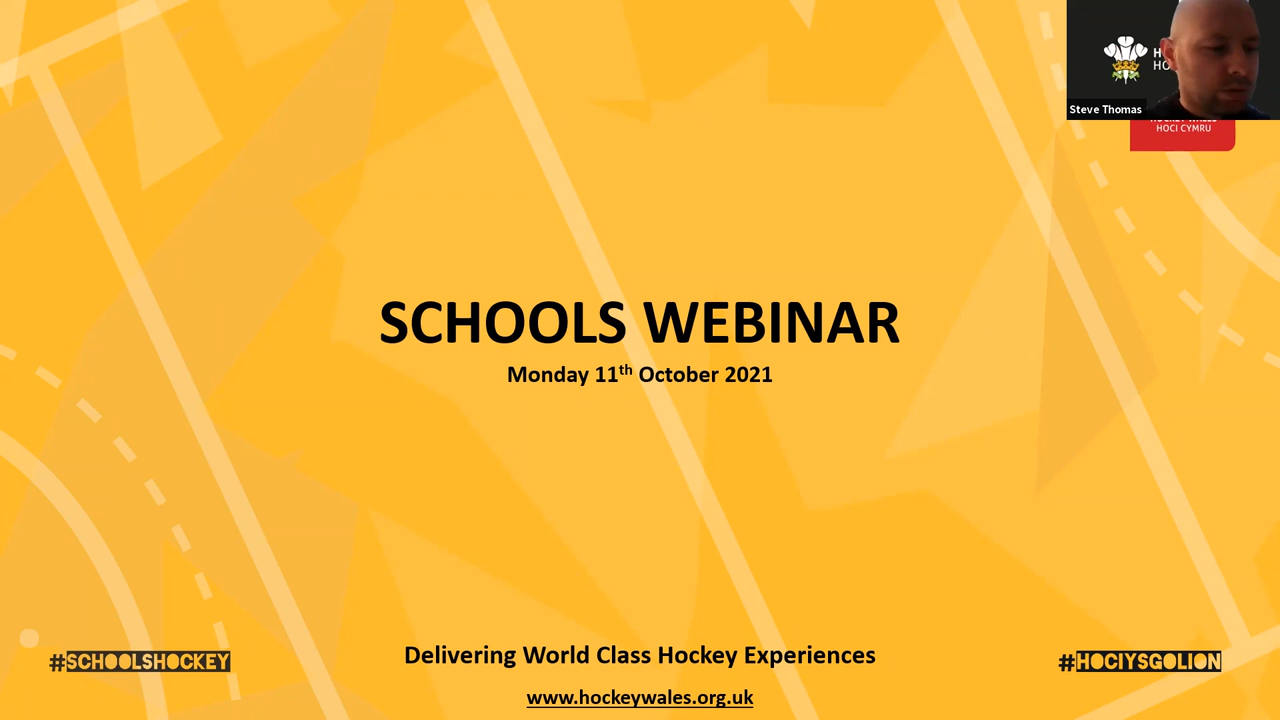 Steve Thomas
HOCI CYMRU
SCHOOLS WEBINAR
Monday 11th October 2021
#SCHOOLSHOCKEY
Delivering World Class Hockey Experiences
#HOCIYSGOLION
www.hockeywales.org.uk